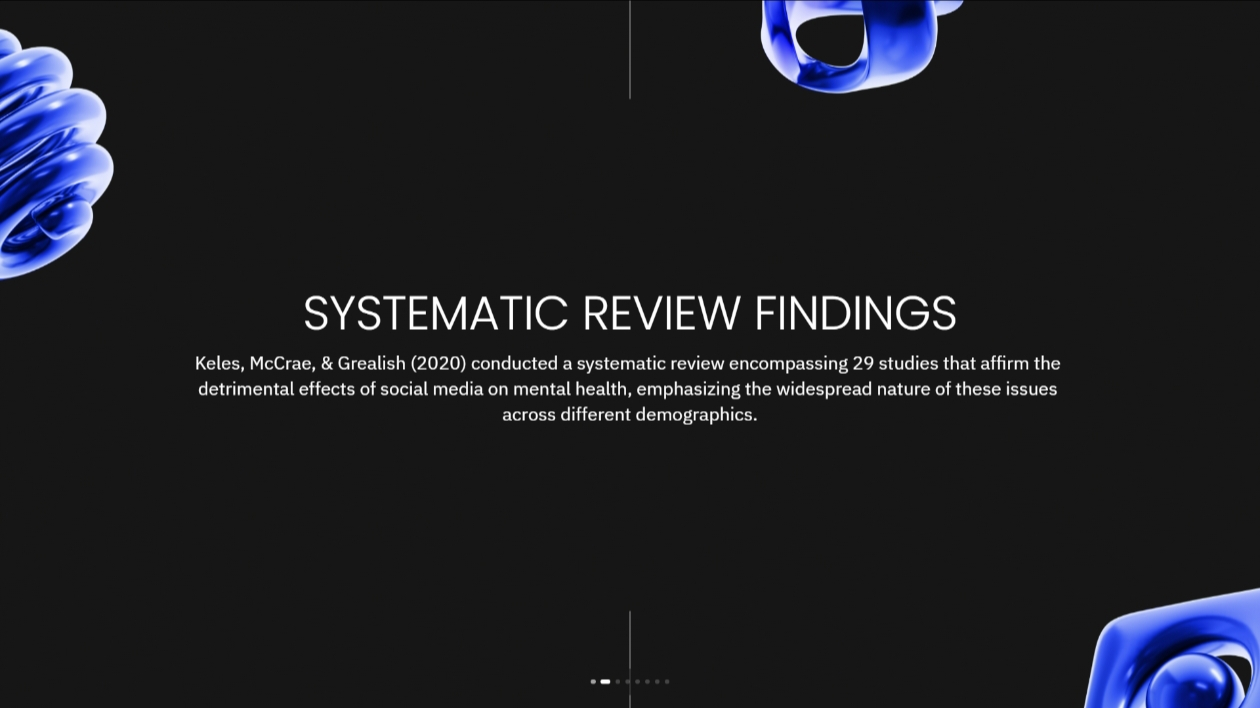 SYSTEMATIC REVIEW FINDINGS
Keles, McCrae, & Grealish (2020) conducted a systematic review encompassing 29 studies that affirm the
detrimental effects of social media on mental health, emphasizing the widespread nature of these issues
across different demographics.